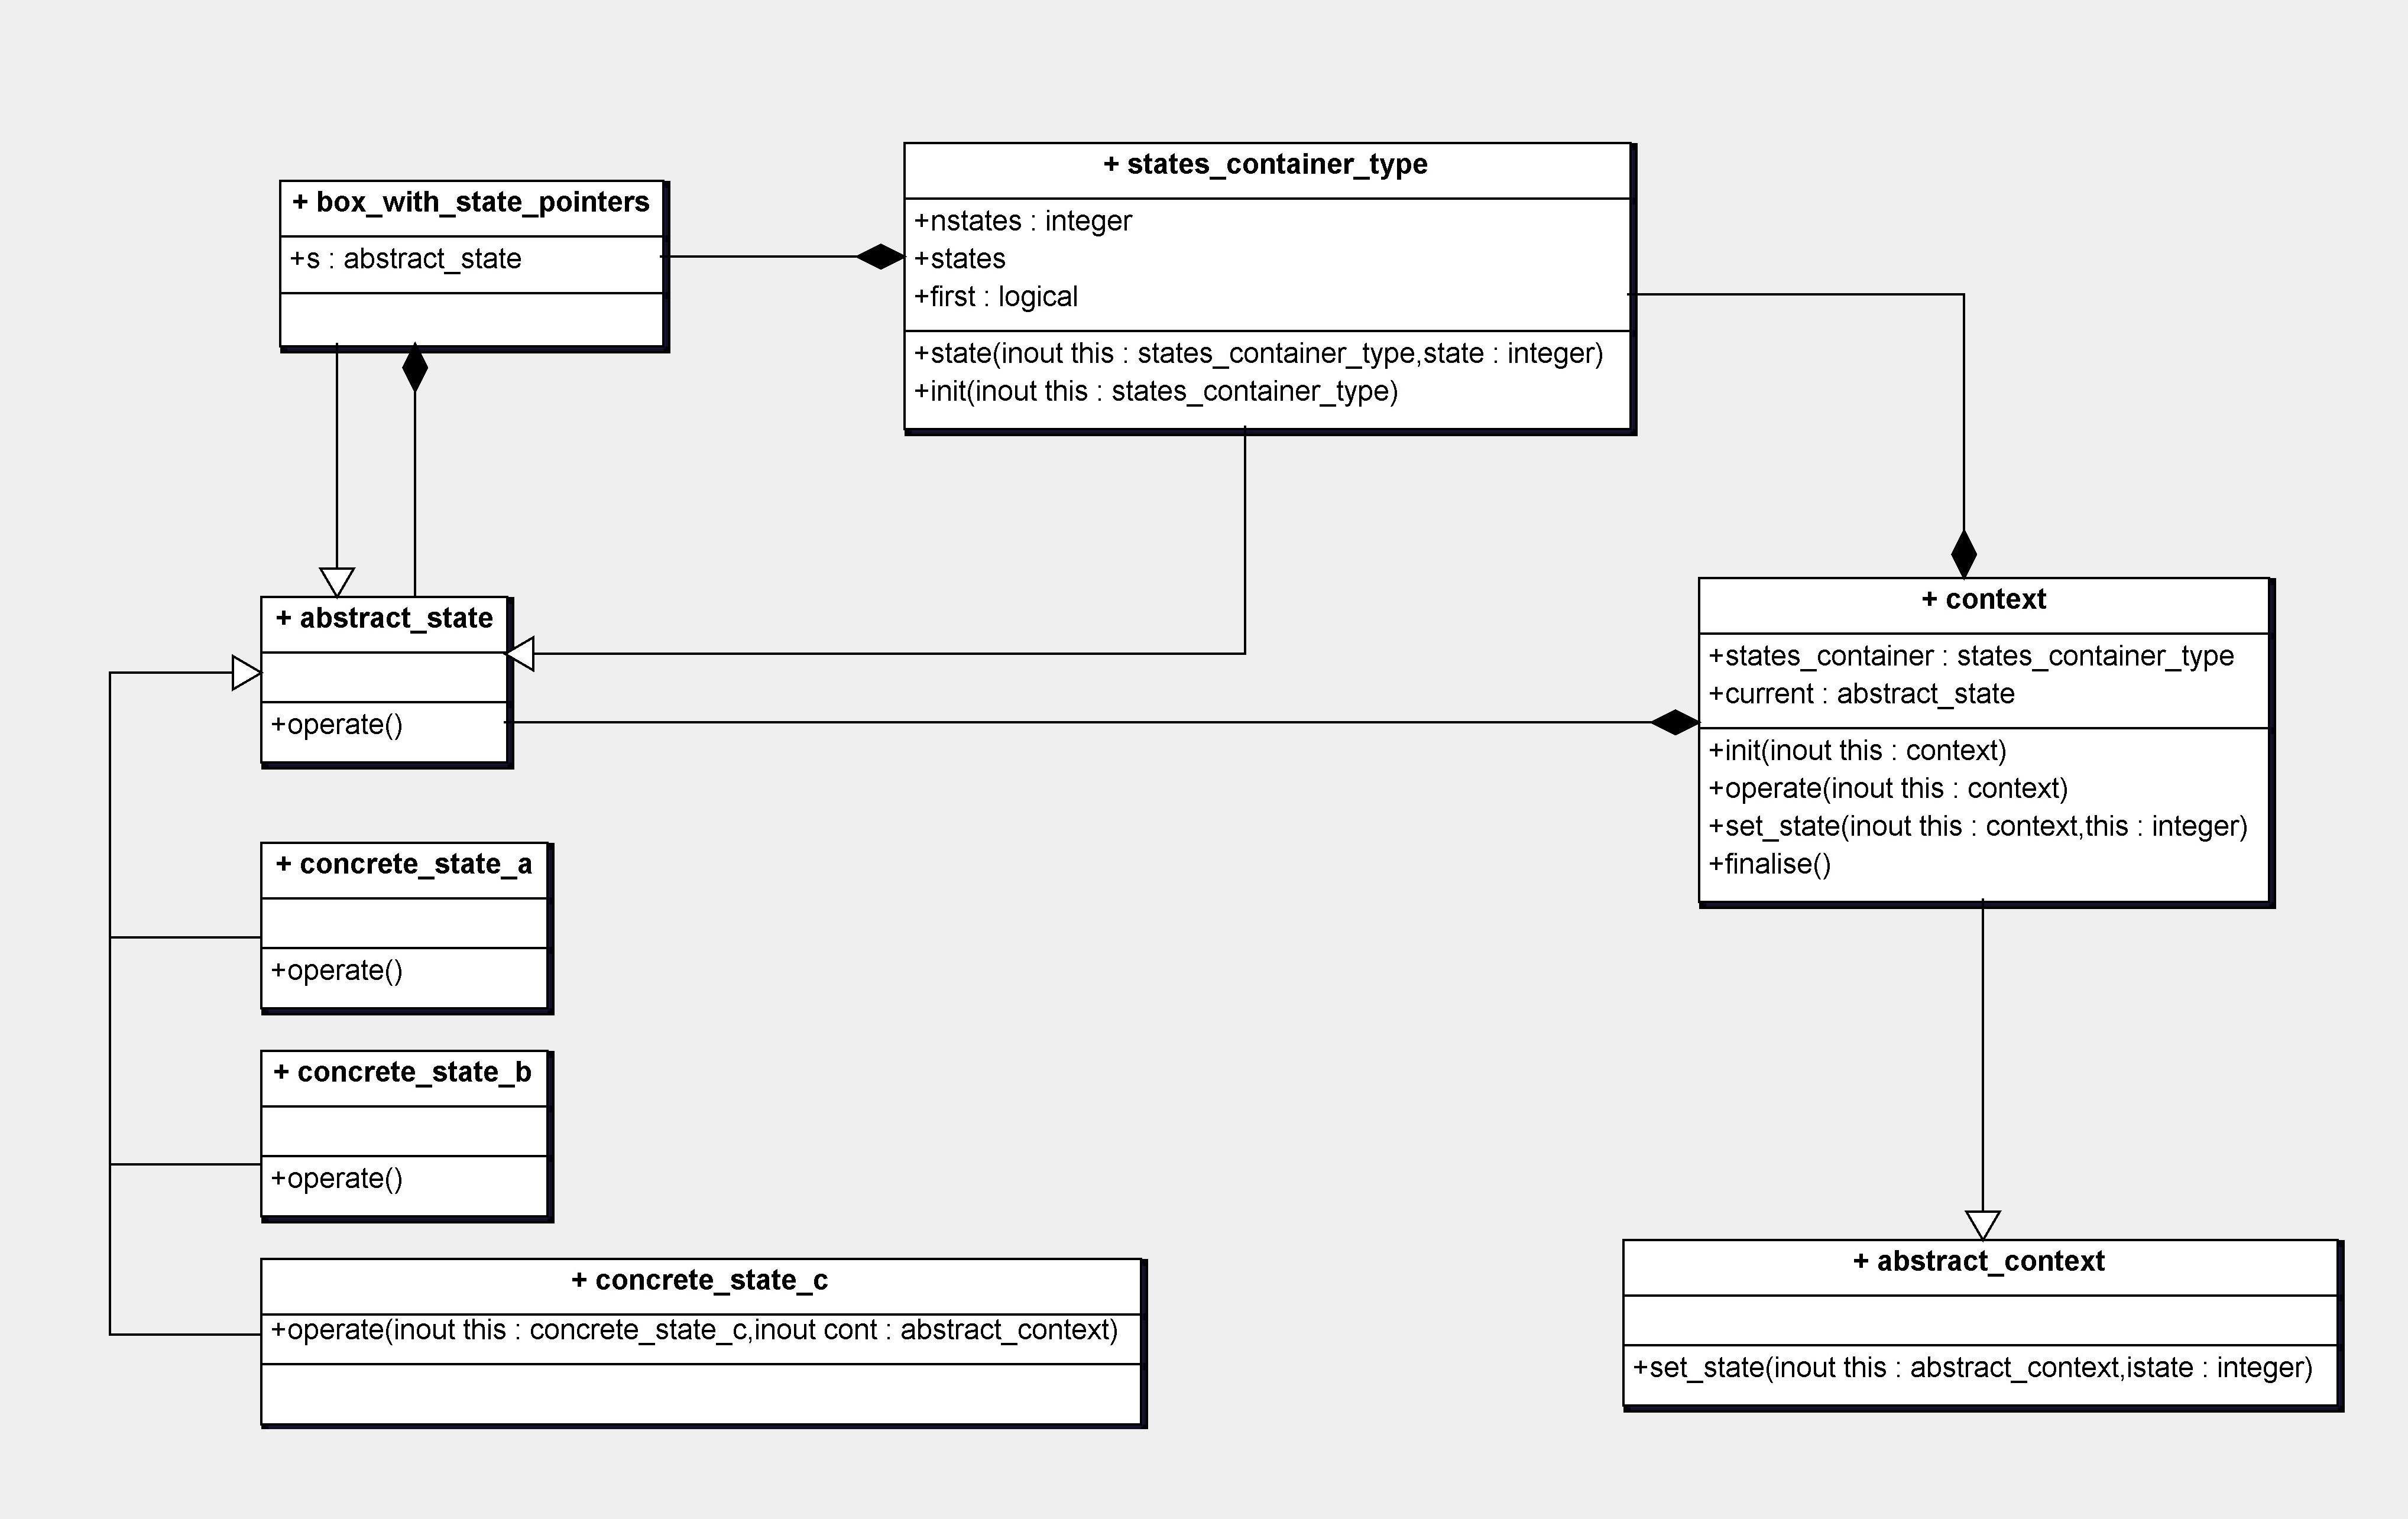 + box_with_state_pointers
+s : abstract_state
+ states_container_type
+nstates : integer
+states
+first : logical
+state(inout this : states_container_type,state : integer)
+init(inout this : states_container_type)
+ abstract_state
+operate()
+ context
+states_container : states_container_type
+current : abstract_state
+init(inout this : context)
+operate(inout this : context)
+set_state(inout this : context,this : integer)
+finalise()
+ concrete_state_a
+operate()
+ concrete_state_b
+operate()
+ concrete_state_c
+operate(inout this : concrete_state_c,inout cont : abstract_context)
+ abstract_context
+set_state(inout this : abstract_context,istate : integer)